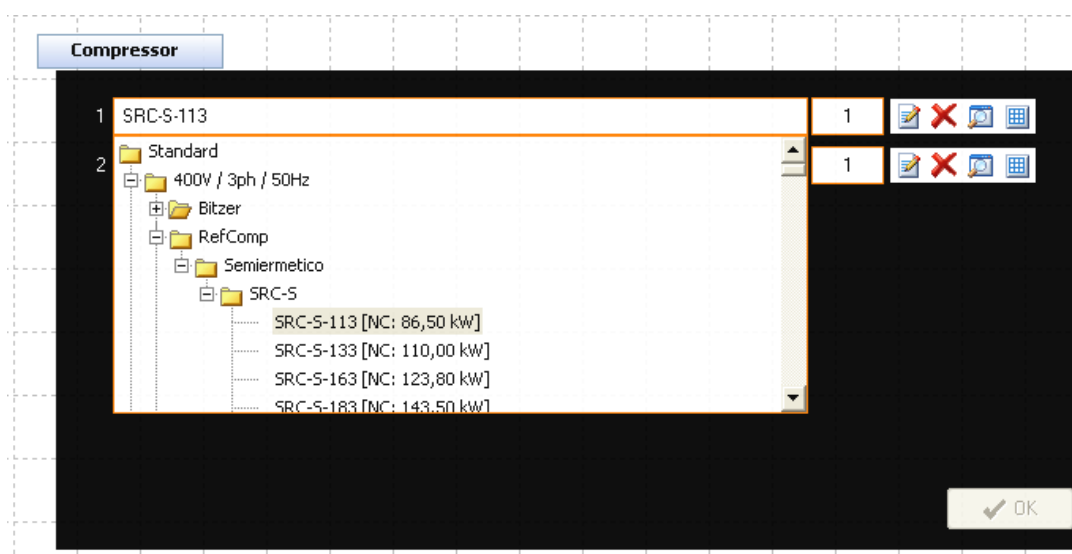 Compressor
1 SRC-S-113 1
2 1
Standard
400V / 3ph / 50Hz
Bitzer
RefComp
Semiermetico
SRC-S
SRC-S-113 [NC: 86,50 kW]
SRC-S-133 [NC: 110,00 kW]
SRC-S-163 [NC: 123,80 kW]
SRC-S-183 [NC: 143,50 kW]
OK